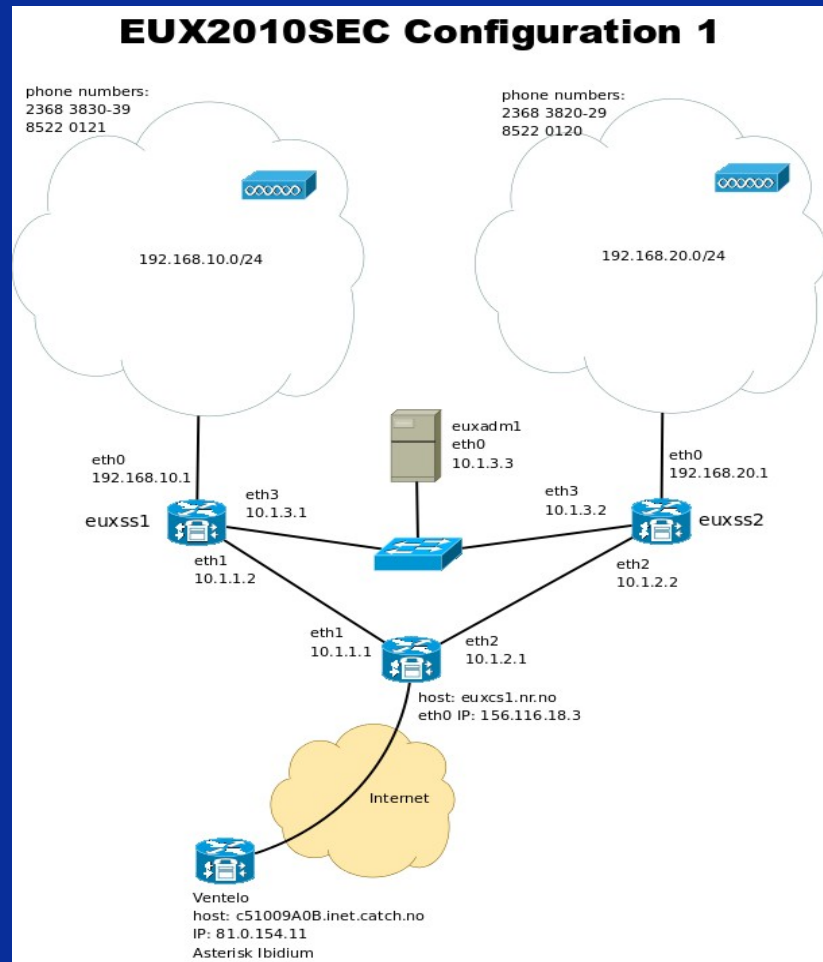 EUX2010SEC Configuration 1
phone numbers:
2368 3830-39
8522 0121
phone numbers:
2368 3820-29
8522 0120
192.168.10.0/24
192.168.20.0/24
euxadm1
eth0
10.1.3.3
eth0
192.168.10.1
eth0
192.168.20.1
eth3
10.1.3.1
eth3
10.1.3.2
euxss1
euxss2
eth1
10.1.1.2
eth2
10.1.2.2
eth1
10.1.1.1
eth2
10.1.2.1
host: euxcs1.nr.no
eth0 IP: 156.116.18.3
Internet
Ventelo
host: c51009A0B.inet.catch.no
IP: 81.0.154.11
Asterisk Ibidium